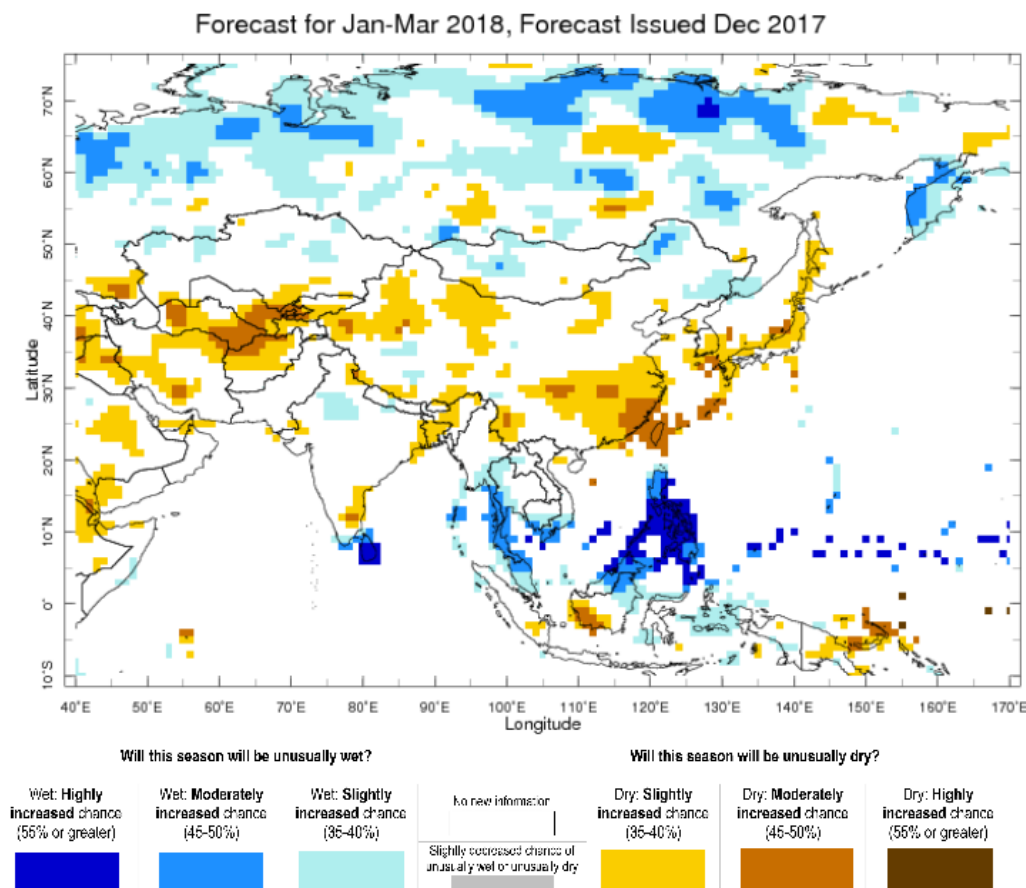 Forecast for Jan-Mar 2018, Forecast Issued Dec 2017
70°N
60°N
50°N
40°N
30°N
20°N
10°N
0°
10°S
Latitude
40°E 50°E 60°E 70°E 80°E 90°E 100°E 110°E 120°E 130°E 140°E 150°E 160°E 170°E
Longitude
Will this season will be unusually wet?
Will this season will be unusually dry?
Wet: Highly
increased chance
(55% or greater)
Wet: Moderately
increased chance
(45-50%)
Wet: Slightly
increased chance
(35-40%)
No new information
Slightly decreased chance of
unusually wet or unusually dry
Dry: Slightly
increased chance
(35-40%)
Dry: Moderately
increased chance
(45-50%)
Dry: Highly
increased chance
(55% or greater)